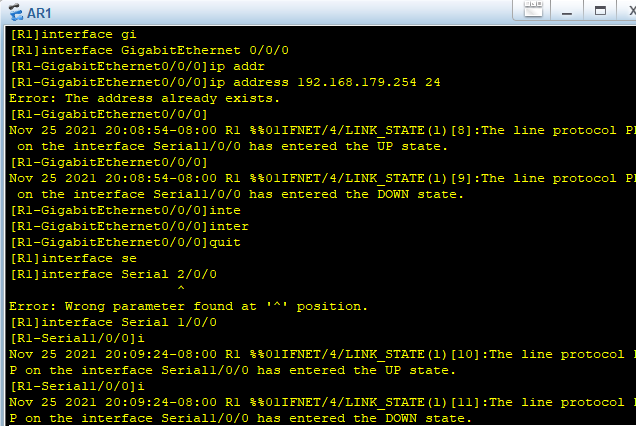 AR1
[R1]interface gi
[R1]interface GigabitEthernet 0/0/0
[R1-GigabitEthernet0/0/0]ip addr
[R1-GigabitEthernet0/0/0]ip address 192.168.179.254 24
Error: The address already exists.
[R1-GigabitEthernet0/0/0]
Nov 25 2021 20:08:54-08:00 R1 %%01IFNET/4/LINK_STATE(l)[8]:The line protocol P
 on the interface Serial1/0/0 has entered the UP state.
[R1-GigabitEthernet0/0/0]
Nov 25 2021 20:08:54-08:00 R1 %%01IFNET/4/LINK_STATE(l)[9]:The line protocol P
 on the interface Serial1/0/0 has entered the DOWN state.
[R1-GigabitEthernet0/0/0]inte
[R1-GigabitEthernet0/0/0]inter
[R1-GigabitEthernet0/0/0]quit
[R1]interface se
[R1]interface Serial 2/0/0
^
Error: Wrong parameter found at '^' position.
[R1]interface Serial 1/0/0
[R1-Serial1/0/0]i
Nov 25 2021 20:09:24-08:00 R1 %%01IFNET/4/LINK_STATE(l)[10]:The line protocol
P on the interface Serial1/0/0 has entered the UP state.
[R1-Serial1/0/0]i
Nov 25 2021 20:09:24-08:00 R1 %%01IFNET/4/LINK_STATE(l)[11]:The line protocol
P on the interface Serial1/0/0 has entered the DOWN state.